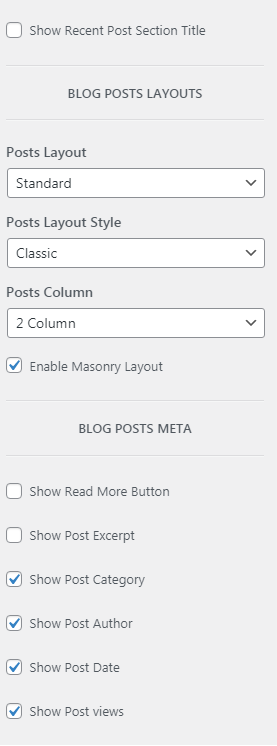 Show Recent Post Section Title
BLOG POSTS LAYOUTS
Posts Layout
Standard
Posts Layout Style
Classic
Posts Column
2 Column
Enable Masonry Layout
BLOG POSTS META
Show Read More Button
Show Post Excerpt
Show Post Category
Show Post Author
Show Post Date
Show Post views